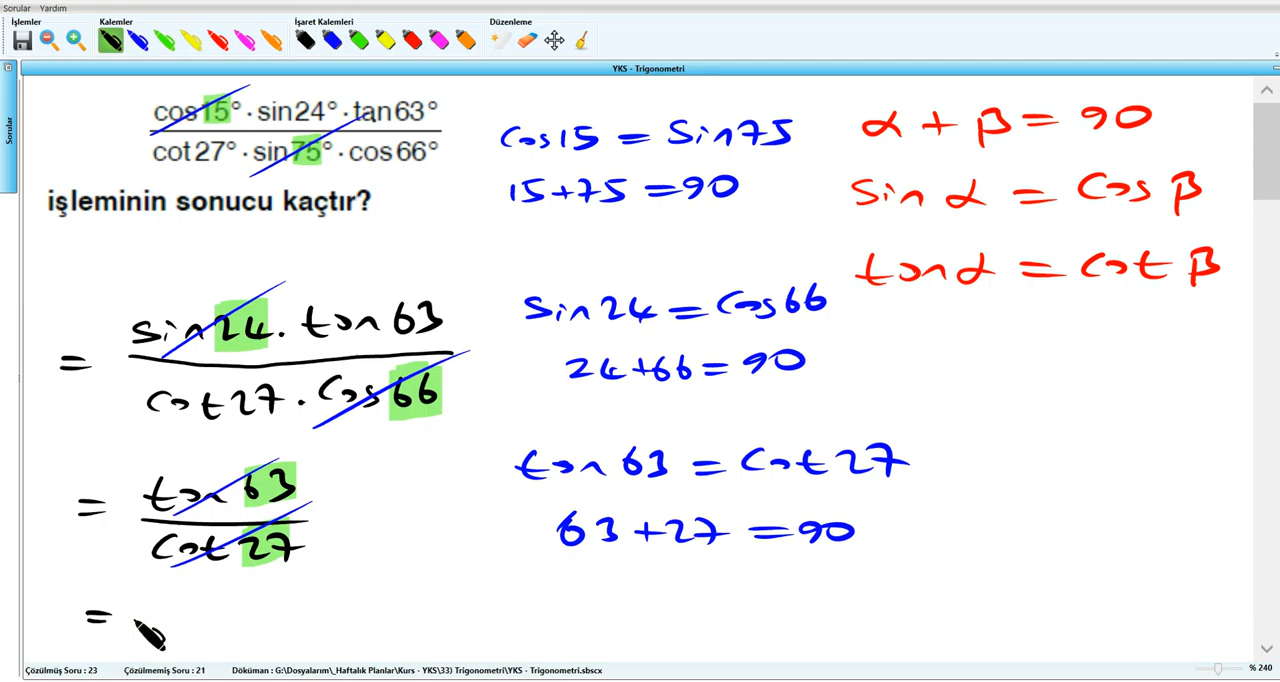 Sorular Yardım
İşlemler Kalemler İşaret Kalemleri Düzenleme
YKS - Trigonometri
Sorular
cos15° · sin24° · tan63°
cot27° · sin75° · cos66°
işleminin sonucu kaçtır?
cos15 = sin75
15+75 =90
α + β = 90
sin α = cos β
tan α = cot β
= sin24 . tan63
cot27 . cos66
sin24 = cos66
24+66 = 90
= tan63
cot27
tan63 = cot27
63+27 =90
=
Çözülmüş Soru : 23 Çözülmemiş Soru : 21 Döküman : G:\Dosyalarım\_Haftalık Planlar\Kurs - YKS\33) Trigonometri\YKS - Trigonometri.sbscx % 240